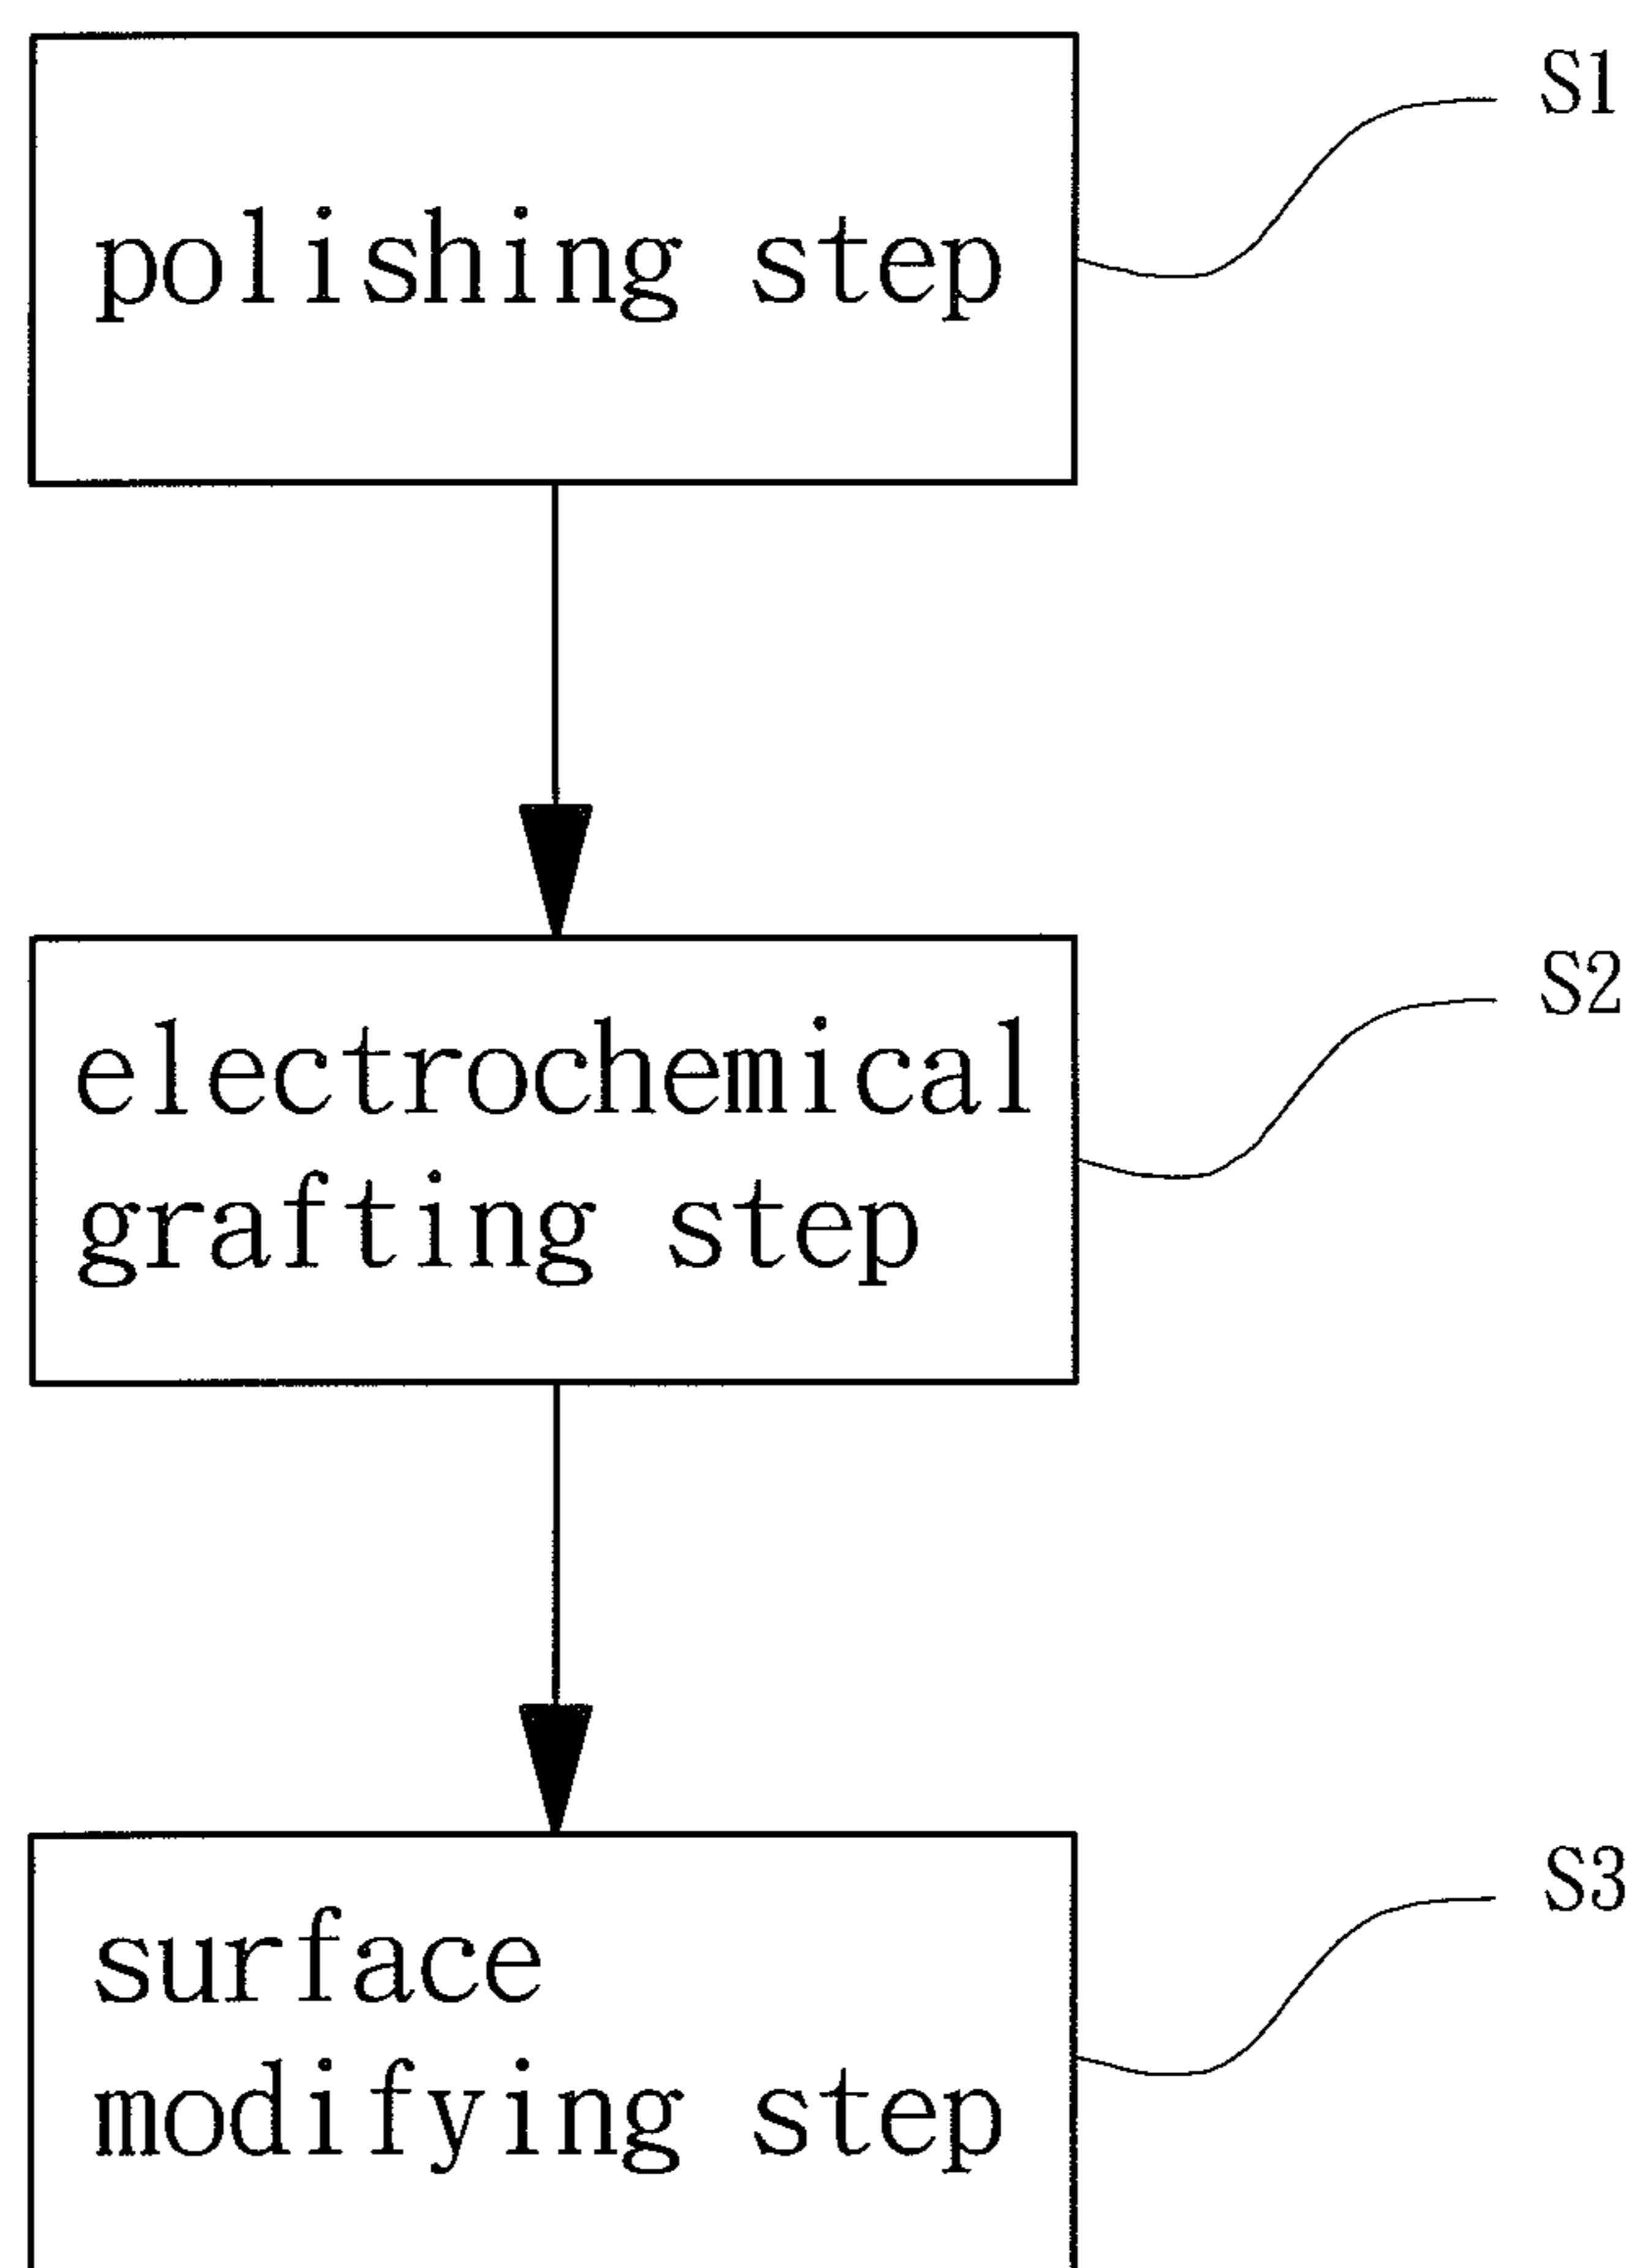 S1
polishing step
S2
electrochemical
grafting step
S3
surface
modifying step